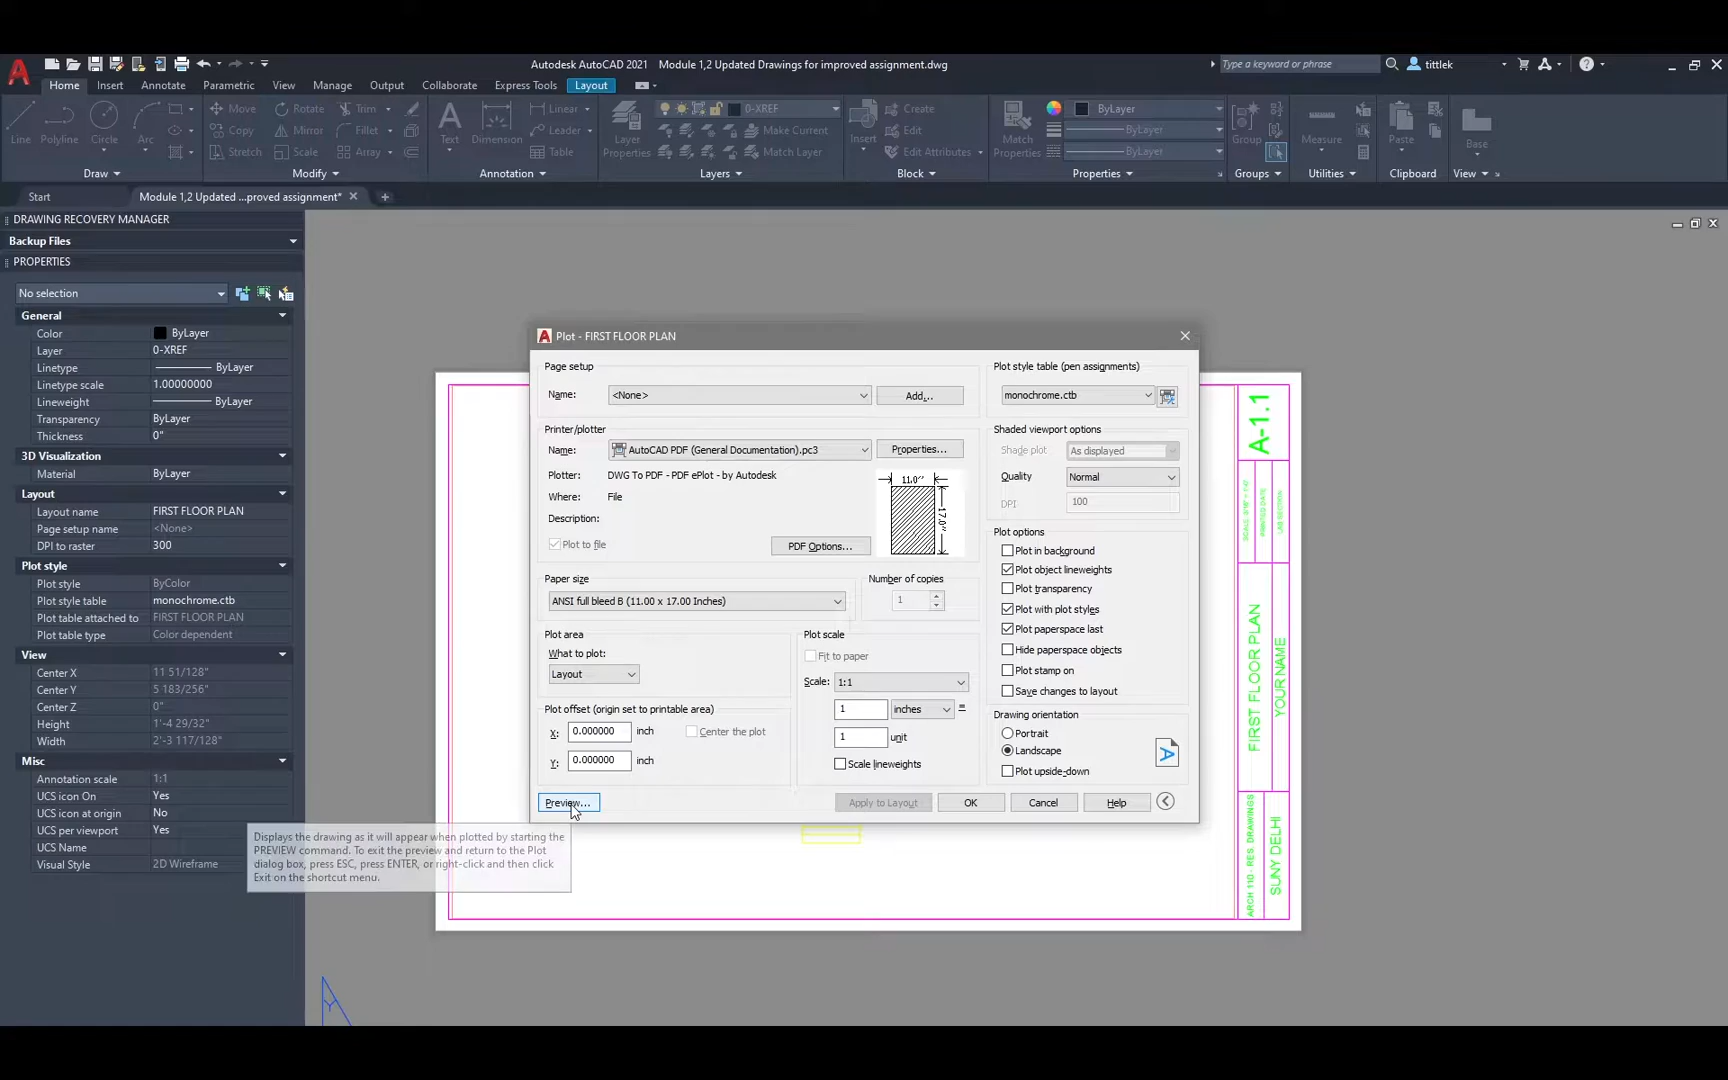 Autodesk AutoCAD 2021 Module 1,2 Updated Drawings for improved assignment.dwg
Type a keyword or phrase
tittlek
Home Insert Annotate Parametric View Manage Output Collaborate Express Tools Layout
Line Polyline Circle Arc
Move Rotate Trim
Copy Mirror Fillet
Stretch Scale Array
Text Dimension
Linear
Leader
Table
Layer Properties
0-XREF
Make Current
Match Layer
Insert
Create
Edit
Edit Attributes
Match Properties
ByLayer
ByLayer
ByLayer
Group Measure Paste Base
Draw Modify Annotation Layers Block Properties Groups Utilities Clipboard View
Start Module 1,2 Updated ...proved assignment*
DRAWING RECOVERY MANAGER
Backup Files
PROPERTIES
No selection
General
Color ByLayer
Layer 0-XREF
Linetype ByLayer
Linetype scale 1.00000000
Lineweight ByLayer
Transparency ByLayer
Thickness 0"
3D Visualization
Material ByLayer
Layout
Layout name FIRST FLOOR PLAN
Page setup name <None>
DPI to raster 300
Plot style
Plot style ByColor
Plot style table monochrome.ctb
Plot table attached to FIRST FLOOR PLAN
Plot table type Color dependent
View
Center X 11 51/128"
Center Y 5 183/256"
Center Z 0"
Height 1'-4 29/32"
Width 2'-3 117/128"
Misc
Annotation scale 1:1
UCS icon On Yes
UCS icon at origin No
UCS per viewport Yes
UCS Name
Visual Style 2D Wireframe
Plot - FIRST FLOOR PLAN
Page setup
Name: <None> Add...
Printer/plotter
Name: AutoCAD PDF (General Documentation).pc3 Properties...
Plotter: DWG To PDF - PDF ePlot - by Autodesk
Where: File
Description:
Plot to file PDF Options...
11.0''
17.0''
Paper size
ANSI full bleed B (11.00 x 17.00 Inches)
Number of copies
1
Plot area
What to plot:
Layout
Plot offset (origin set to printable area)
X: 0.000000 inch Center the plot
Y: 0.000000 inch
Plot scale
Fit to paper
Scale: 1:1
1 inches =
1 unit
Scale lineweights
Plot style table (pen assignments)
monochrome.ctb
Shaded viewport options
Shade plot As displayed
Quality Normal
DPI 100
Plot options
Plot in background
Plot object lineweights
Plot transparency
Plot with plot styles
Plot paperspace last
Hide paperspace objects
Plot stamp on
Save changes to layout
Drawing orientation
Portrait
Landscape
Plot upside-down
Preview... Apply to Layout OK Cancel Help
Displays the drawing as it will appear when plotted by starting the
PREVIEW command. To exit the preview and return to the Plot
dialog box, press ESC, press ENTER, or right-click and then click
Exit on the shortcut menu.
A-1.1
PRINTED DATE
LAB SECTION
FIRST FLOOR PLAN
YOUR NAME
ARCH 110 - RES. DRAWINGS
SUNY DELHI
Y